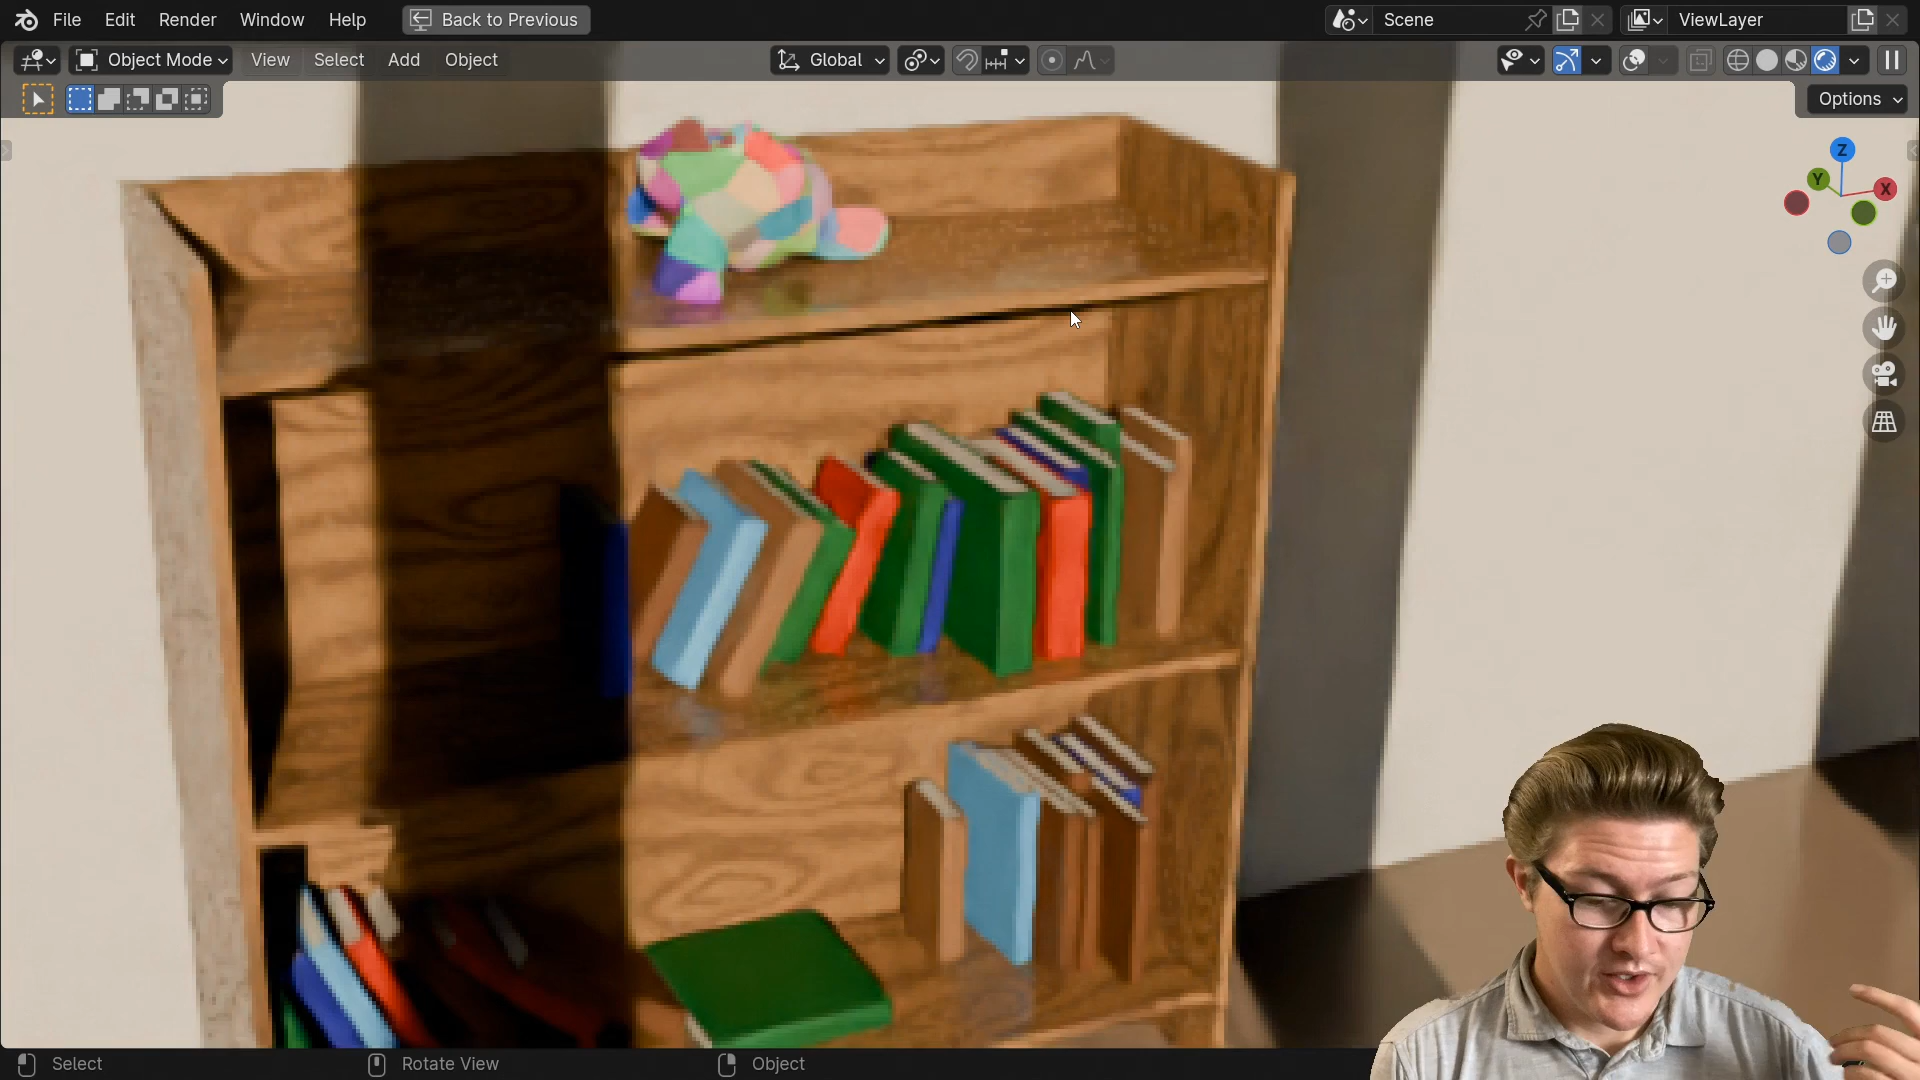 File Edit Render Window Help Back to Previous Scene ViewLayer
Object Mode View Select Add Object Global
Options
Z
Y
X
Select Rotate View Object